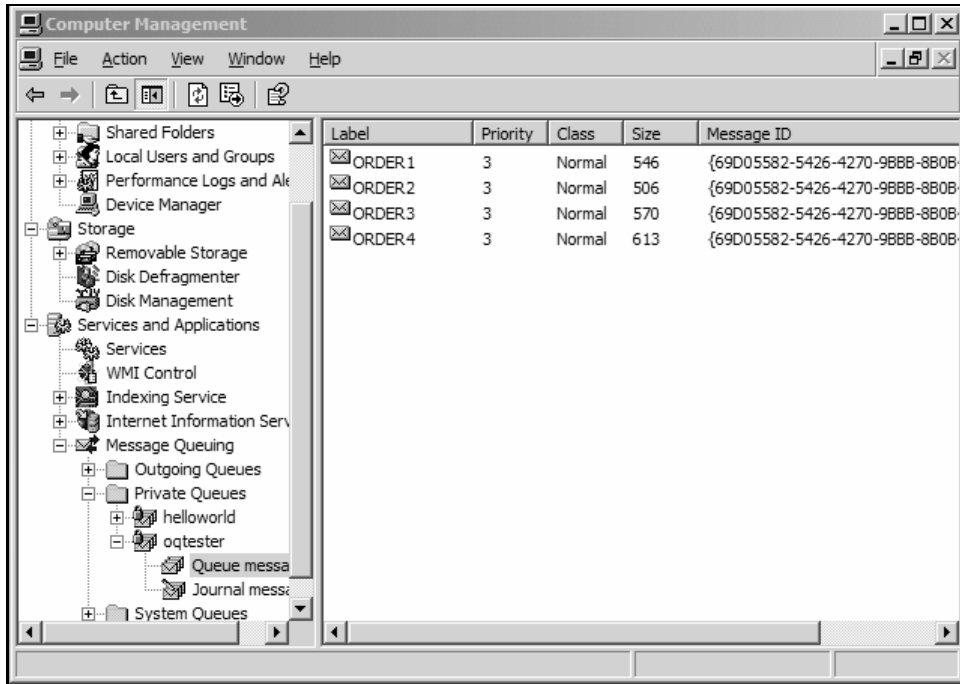 Computer Management
File Action View Window Help
Shared Folders
Local Users and Groups
Performance Logs and Ale
Device Manager
Storage
Removable Storage
Disk Defragmenter
Disk Management
Services and Applications
Services
WMI Control
Indexing Service
Internet Information Serv
Message Queuing
Outgoing Queues
Private Queues
helloworld
oqtester
Queue messa
Journal messa
System Queues
Label Priority Class Size Message ID
ORDER1 3 Normal 546 {69D05582-5426-4270-9BBB-8B0B-
ORDER2 3 Normal 506 {69D05582-5426-4270-9BBB-8B0B-
ORDER3 3 Normal 570 {69D05582-5426-4270-9BBB-8B0B-
ORDER4 3 Normal 613 {69D05582-5426-4270-9BBB-8B0B-